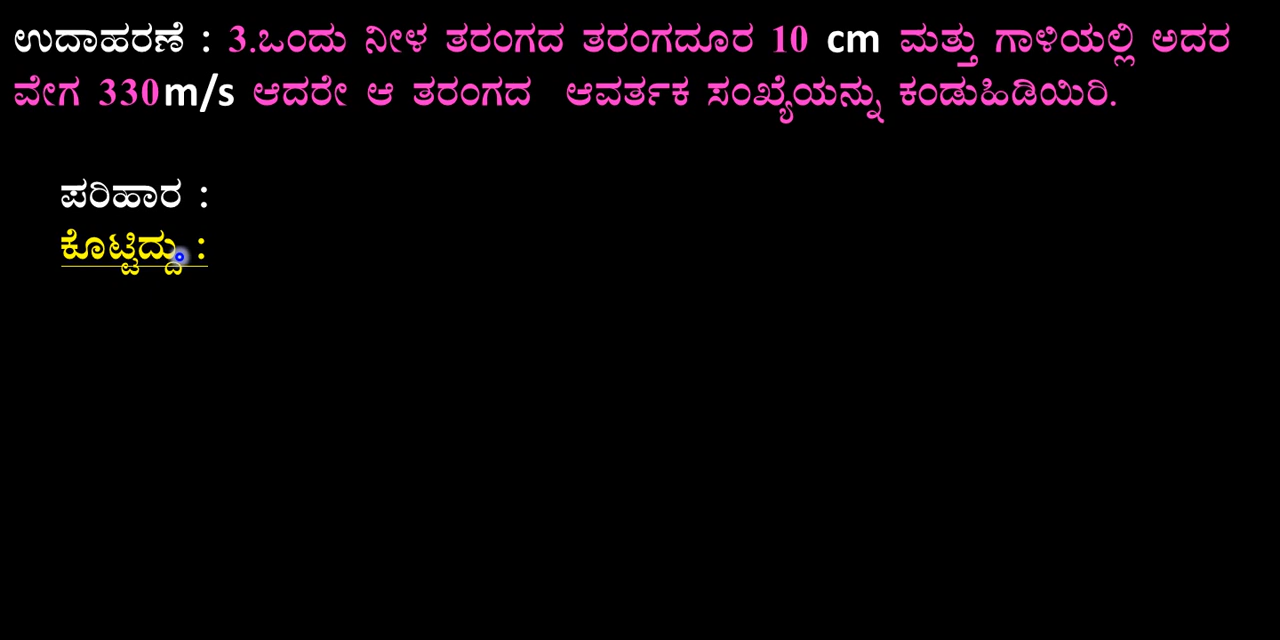 ಉದಾಹರಣೆ : 3.ಒಂದು ನೀಳ ತರಂಗದ ತರಂಗದೂರ 10 cm ಮತ್ತು ಗಾಳಿಯಲ್ಲಿ ಅದರ
ವೇಗ 330m/s ಆದರೇ ಆ ತರಂಗದ ಆವರ್ತಕ ಸಂಖ್ಯೆಯನ್ನು ಕಂಡುಹಿಡಿಯಿರಿ.
ಪರಿಹಾರ :
ಕೊಟ್ಟಿದ್ದು :